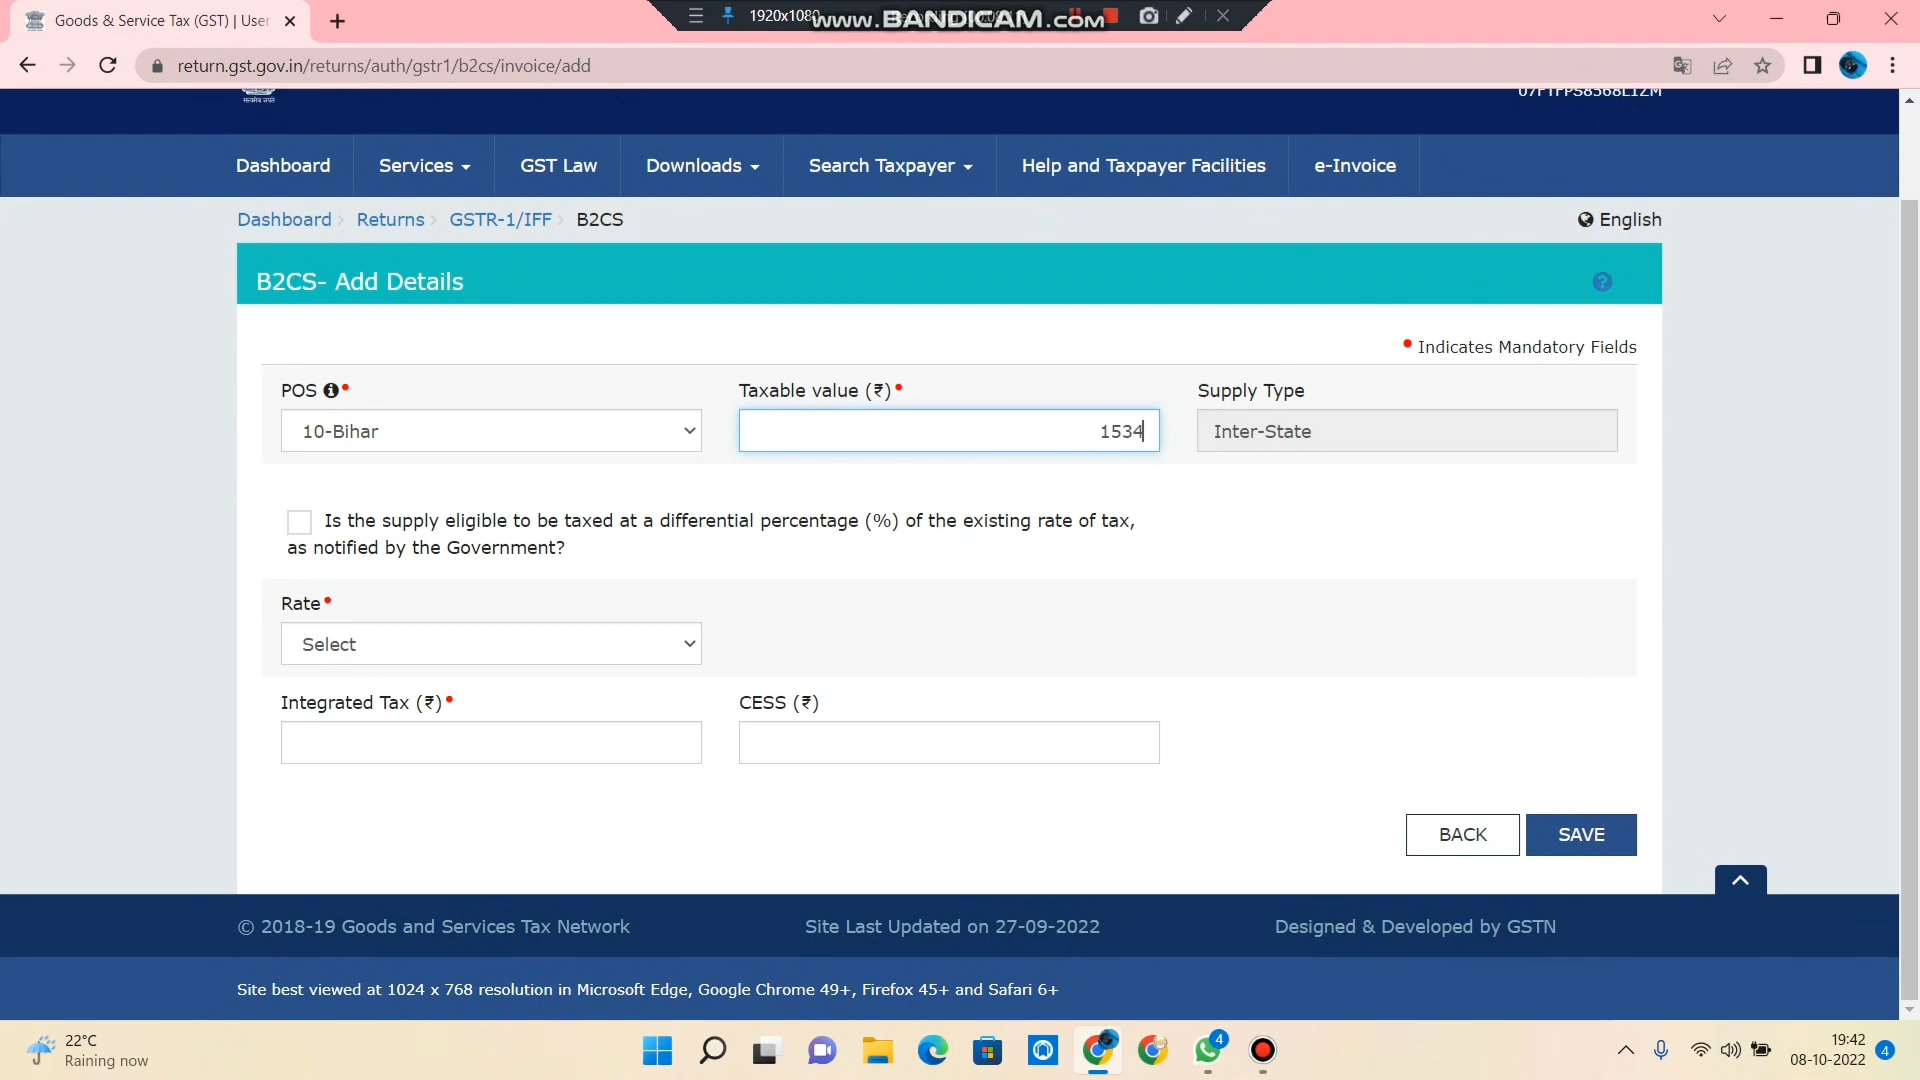 Goods & Service Tax (GST) | User
1920x1080
www.BANDICAM.com
return.gst.gov.in/returns/auth/gstr1/b2cs/invoice/add
Dashboard
Services
GST Law
Downloads
Search Taxpayer
Help and Taxpayer Facilities
e-Invoice
Dashboard
Returns
GSTR-1/IFF
B2CS
English
B2CS- Add Details
• Indicates Mandatory Fields
POS •
Taxable value (₹)•
Supply Type
10-Bihar
1534
Inter-State
Is the supply eligible to be taxed at a differential percentage (%) of the existing rate of tax,
as notified by the Government?
Rate•
Select
Integrated Tax (₹)•
CESS (₹)
BACK
SAVE
© 2018-19 Goods and Services Tax Network
Site Last Updated on 27-09-2022
Designed & Developed by GSTN
Site best viewed at 1024 x 768 resolution in Microsoft Edge, Google Chrome 49+, Firefox 45+ and Safari 6+
22°C
Raining now
4
19:42
08-10-2022
4